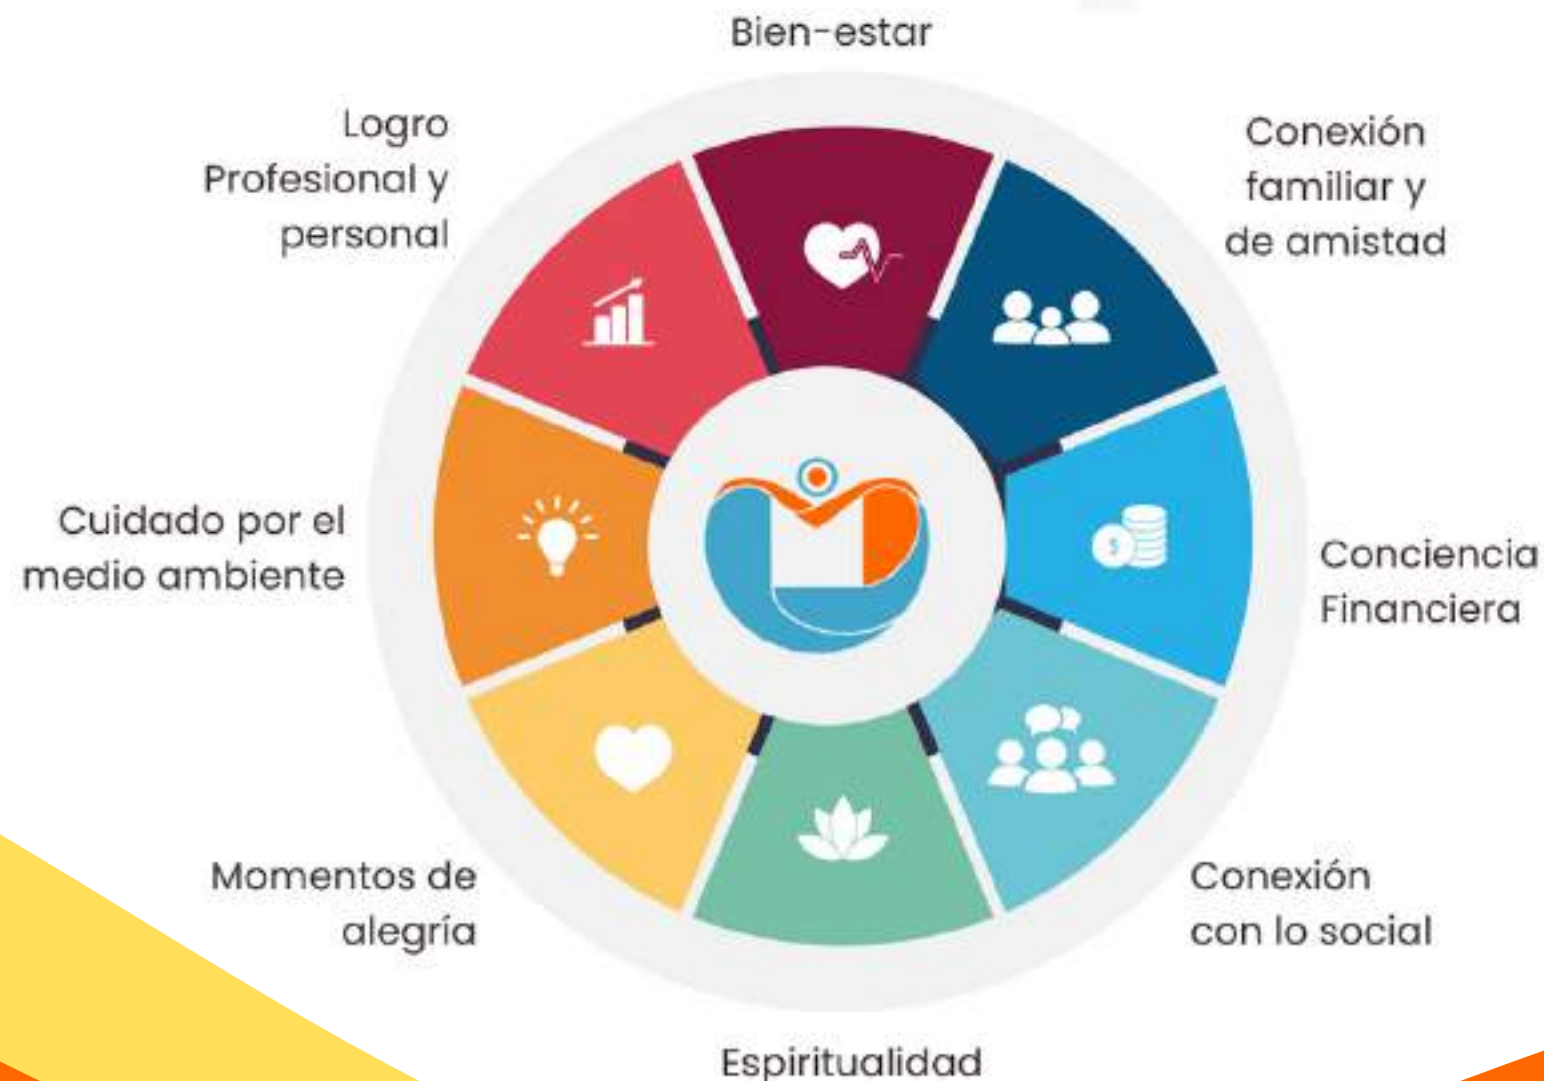 Bien-estar
Conexión
familiar y
de amistad
Conciencia
Financiera
Conexión
con lo social
Espiritualidad
Momentos de
alegría
Cuidado por el
medio ambiente
Logro
Profesional y
personal
$